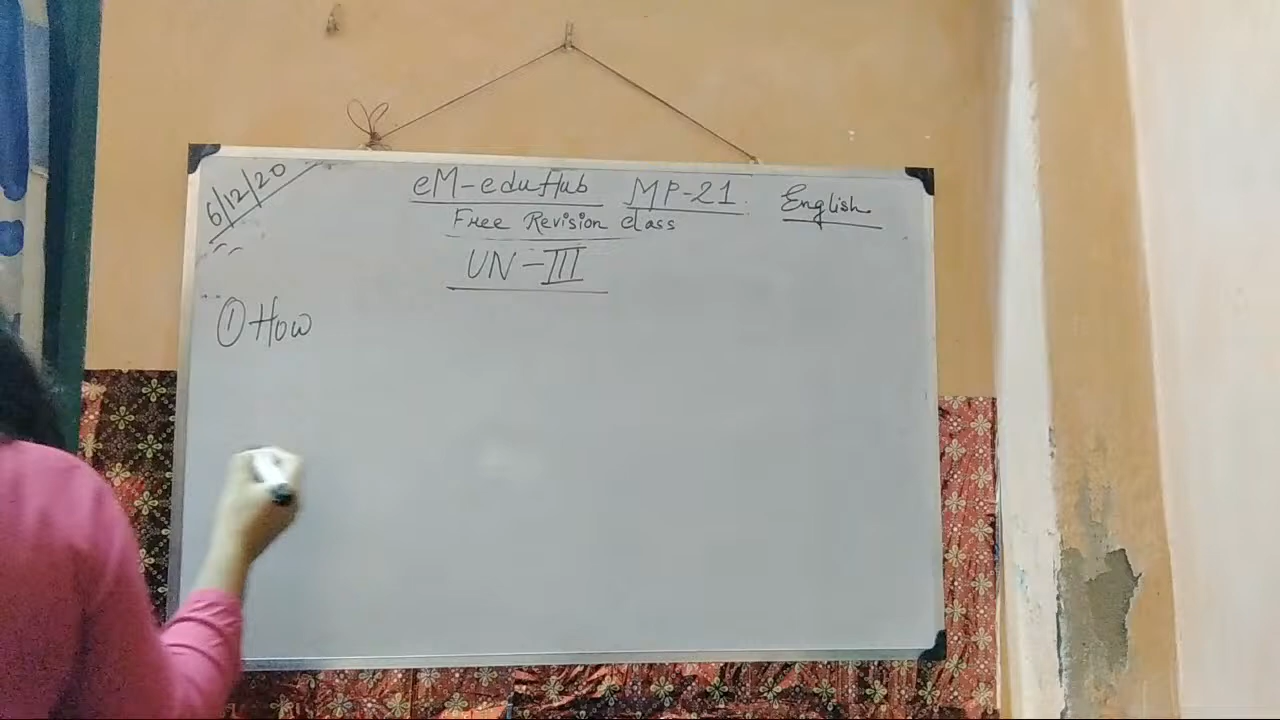 6/12/20
eM-eduHub MP-21. English
Free Revision class
UN-III
① How